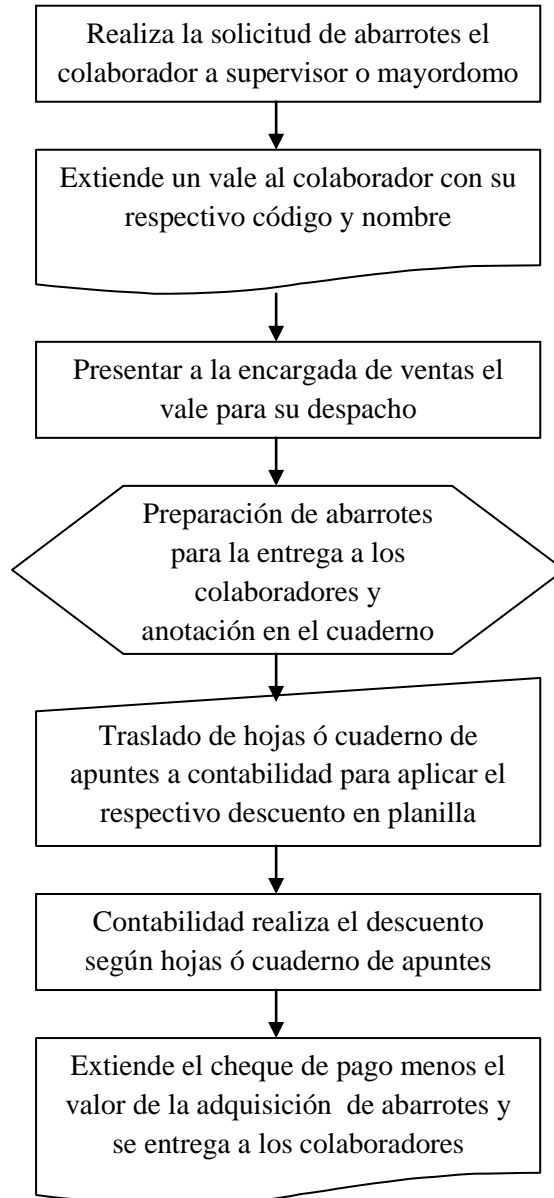 Realiza la solicitud de abarrotes el
colaborador a supervisor o mayordomo
Extiende un vale al colaborador con su
respectivo código y nombre
Presentar a la encargada de ventas el
vale para su despacho
Preparación de abarrotes
para la entrega a los
colaboradores y
anotación en el cuaderno
Traslado de hojas ó cuaderno de
apuntes a contabilidad para aplicar el
respectivo descuento en planilla
Contabilidad realiza el descuento
según hojas ó cuaderno de apuntes
Extiende el cheque de pago menos el
valor de la adquisición de abarrotes y
se entrega a los colaboradores